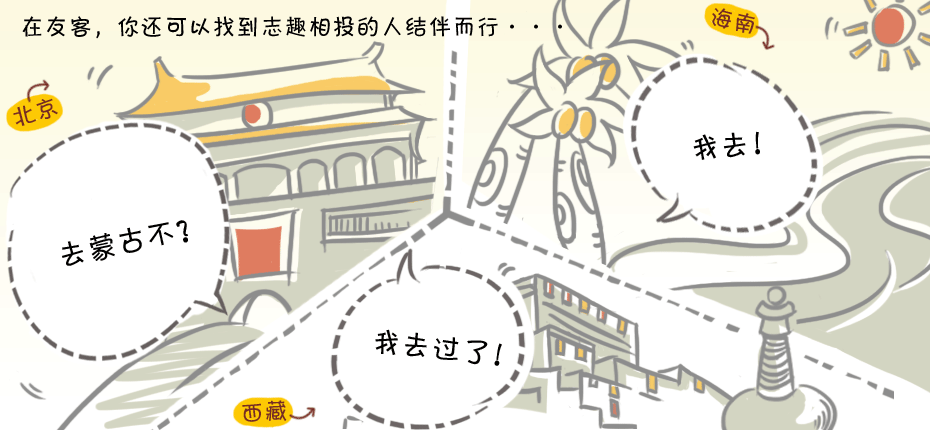 在友客，你还可以找到志趣相投的人结伴而行···
北京
去蒙古不？
海南
我去！
西藏
我去过了！